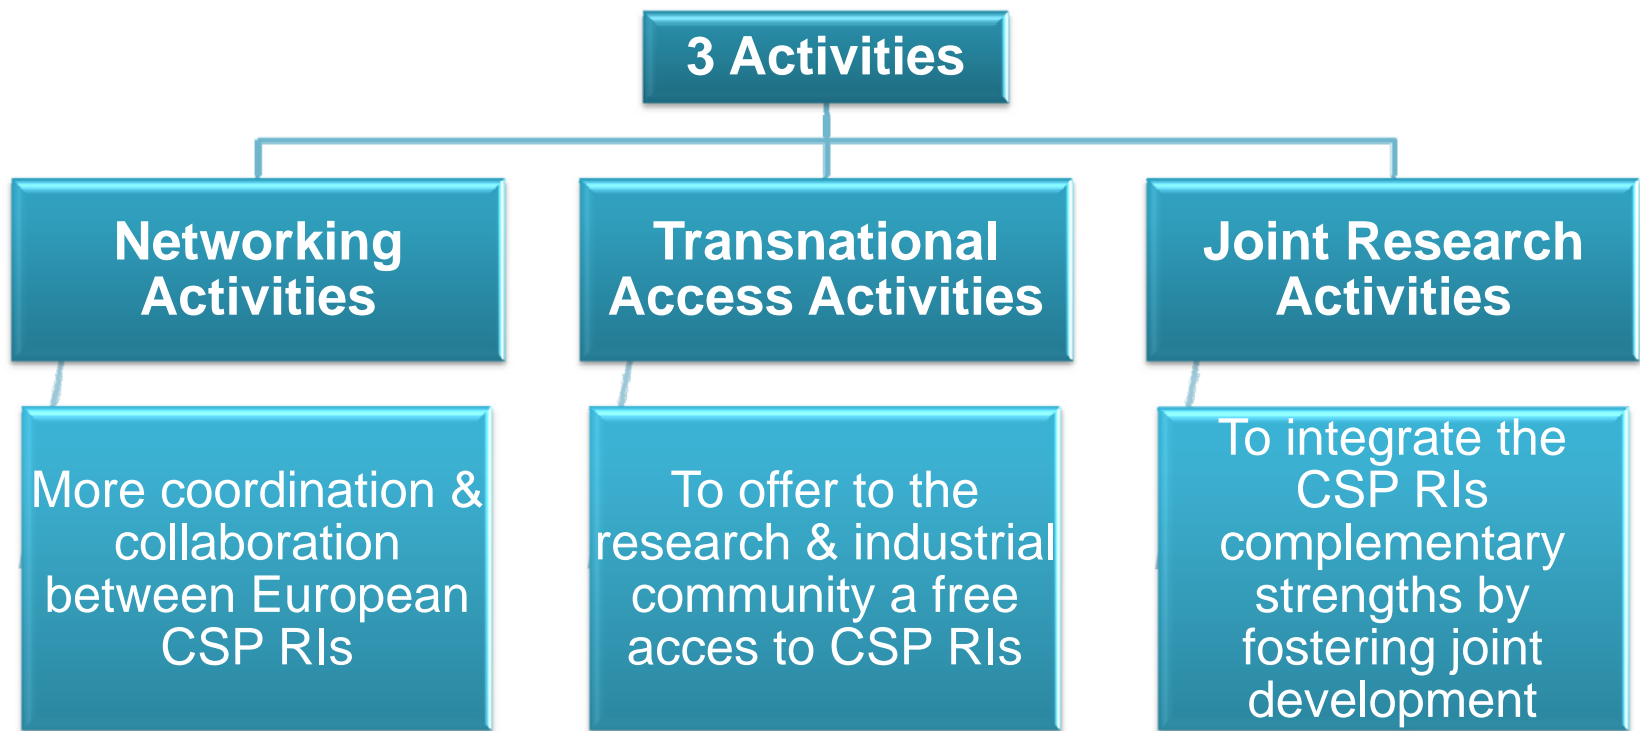 3 Activities
Networking
Activities
More coordination &
collaboration
between European
CSP RIs
Transnational
Access Activities
To offer to the
research & industrial
community a free
acces to CSP RIs
Joint Research
Activities
To integrate the
CSP RIs
complementary
strengths by
fostering joint
development